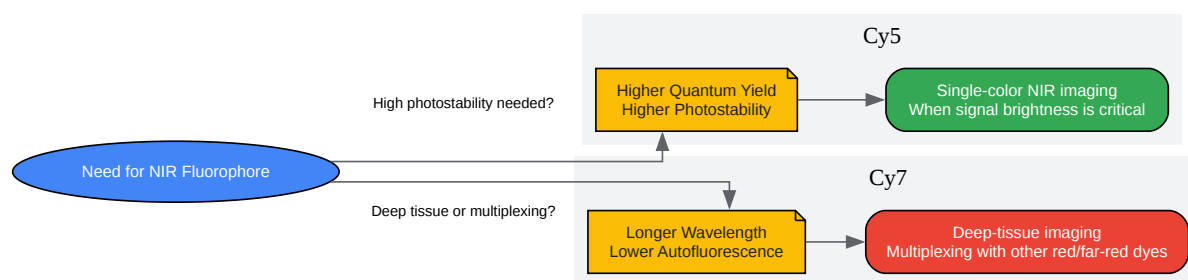 Cy5
Higher Quantum Yield
Higher Photostability
Single-color NIR imaging
When signal brightness is critical
High photostability needed?
Need for NIR Fluorophore
Deep tissue or multiplexing?
Cy7
Longer Wavelength
Lower Autofluorescence
Deep-tissue imaging
Multiplexing with other red/far-red dyes